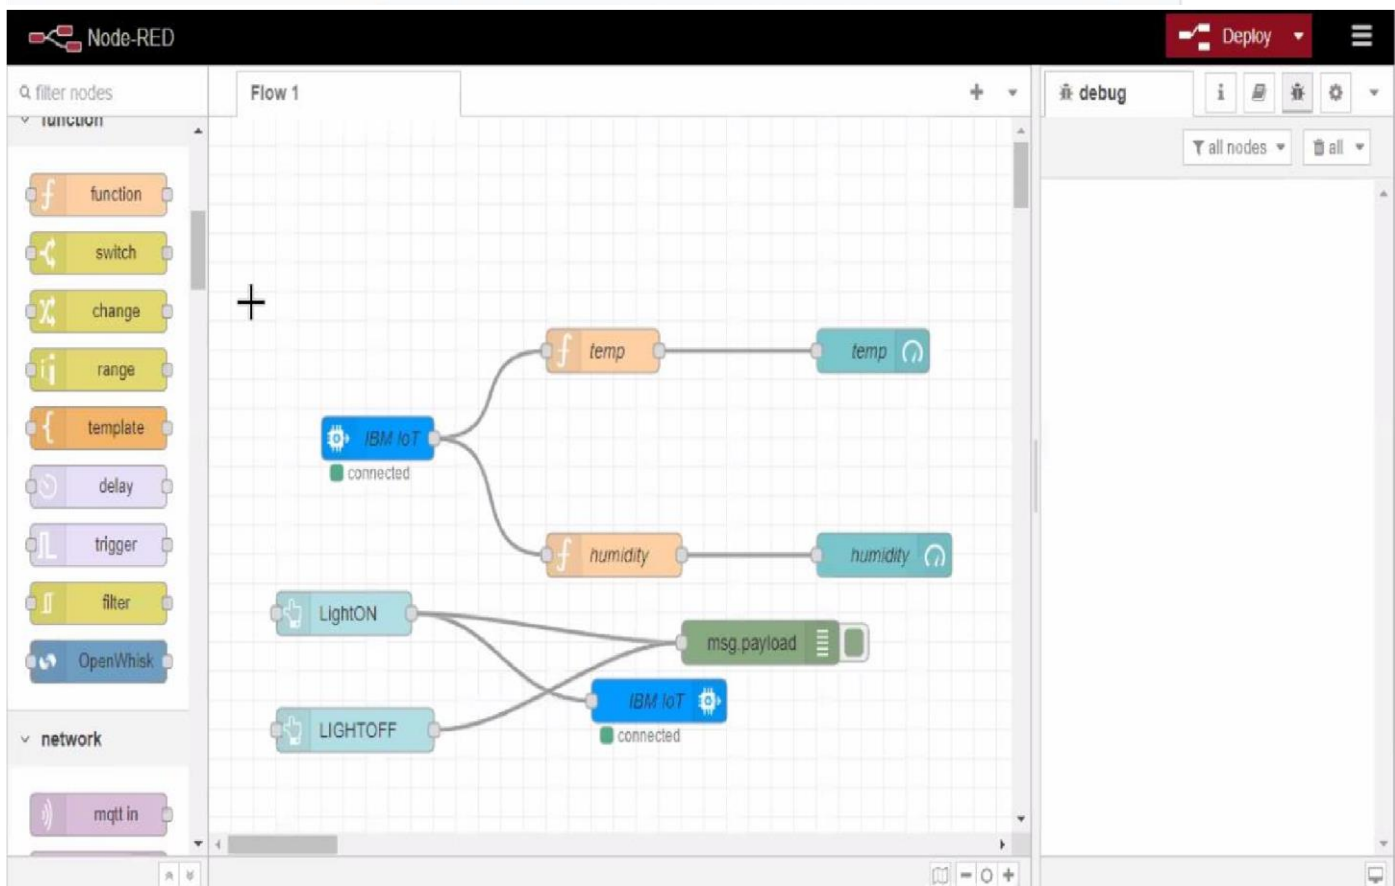 Node-RED
Deploy
filter nodes
Flow 1
debug
i
all nodes
all
function
function
switch
change
range
template
delay
trigger
filter
OpenWhisk
network
mqtt in
temp
temp
IBM IoT
connected
humidity
humidity
LightON
msg.payload
IBM IoT
LIGHTOFF
connected